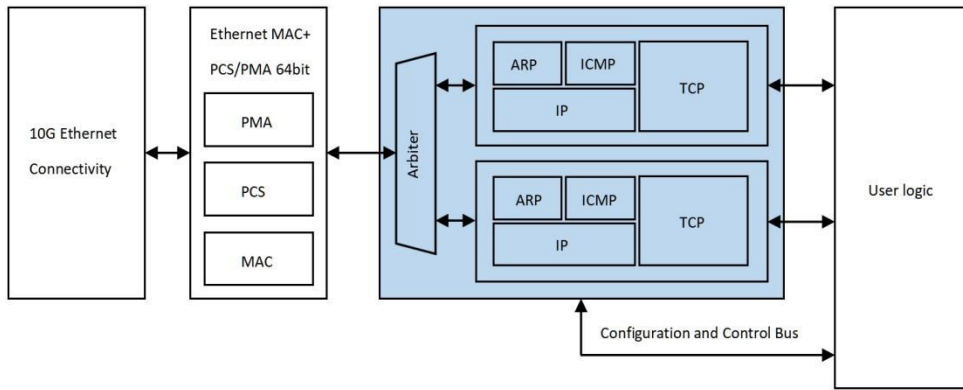 10G Ethernet
Connectivity
Ethernet MAC+
PCS/PMA 64bit
PMA
PCS
MAC
Arbiter
ARP
ICMP
IP
TCP
ARP
ICMP
IP
TCP
User logic
Configuration and Control Bus